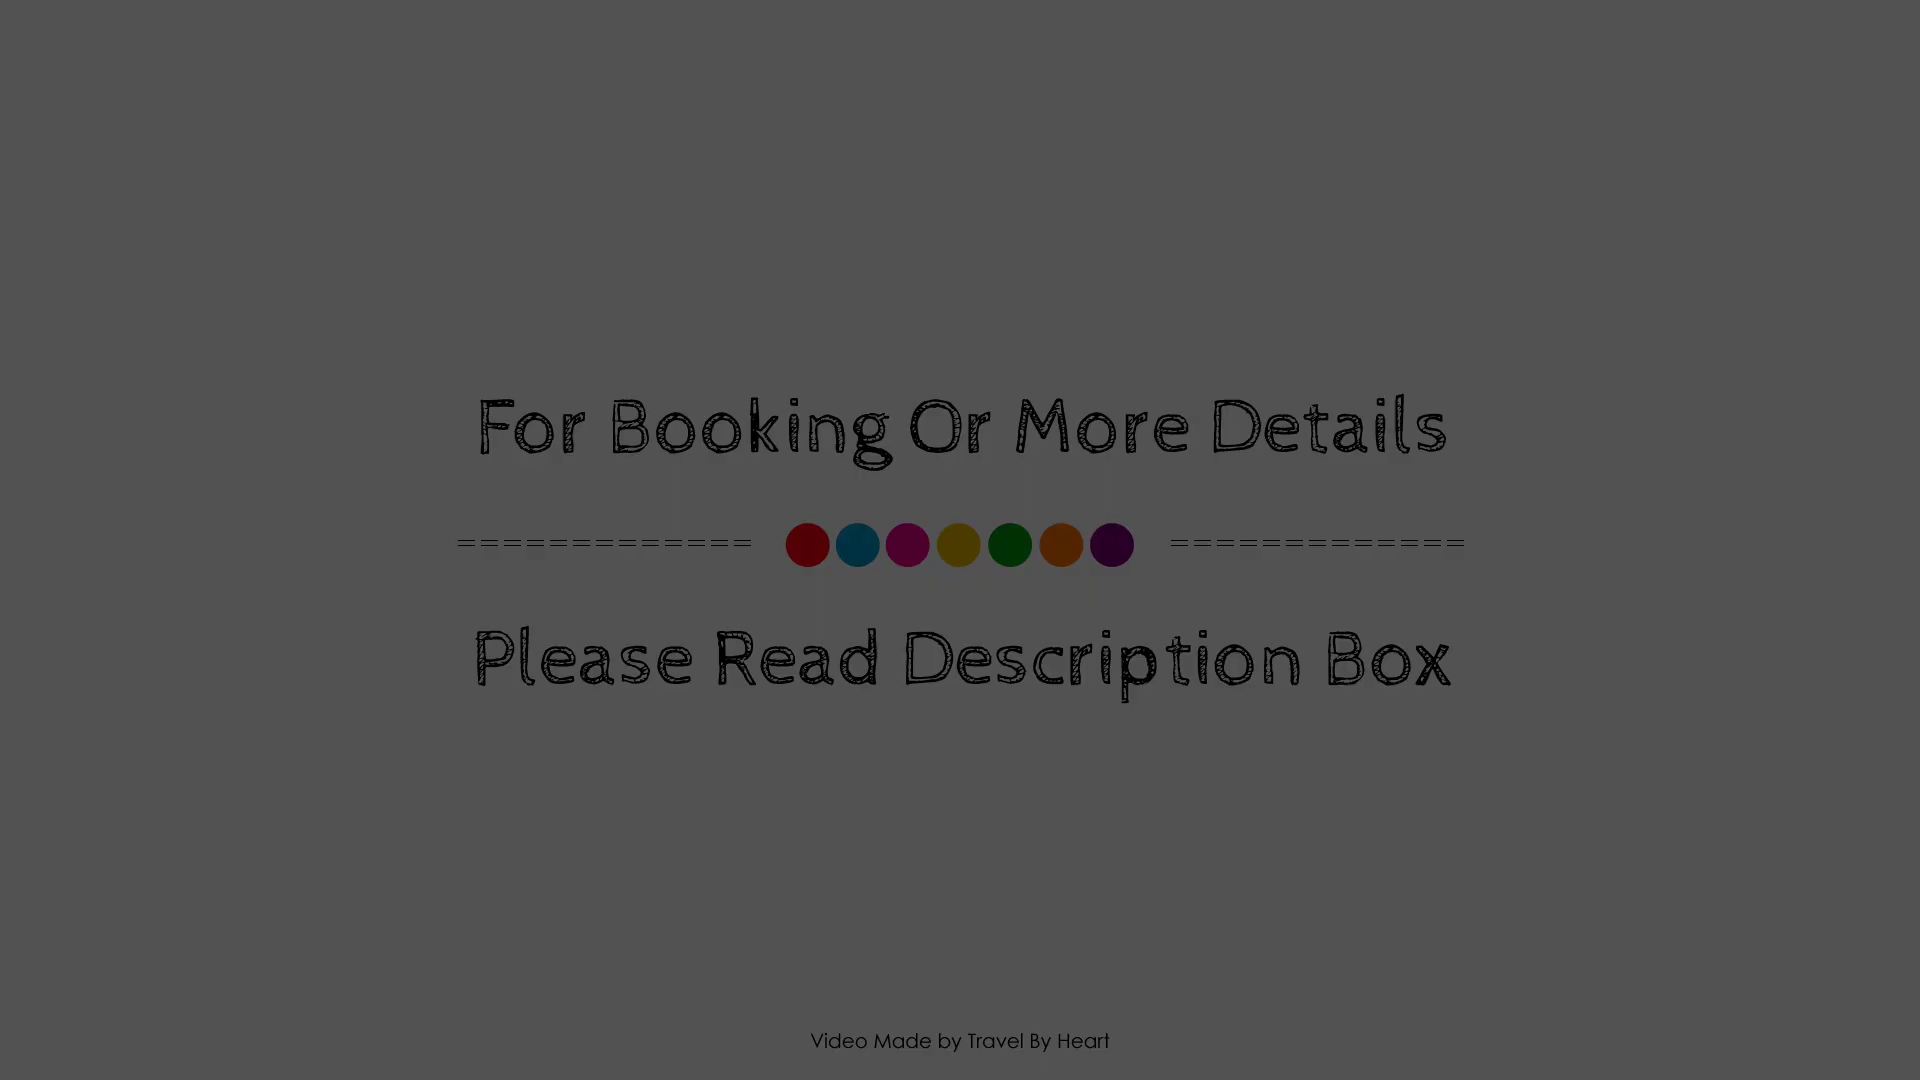 For Booking Or More Details
============= =============
Please Read Description Box
Video Made by Travel By Heart